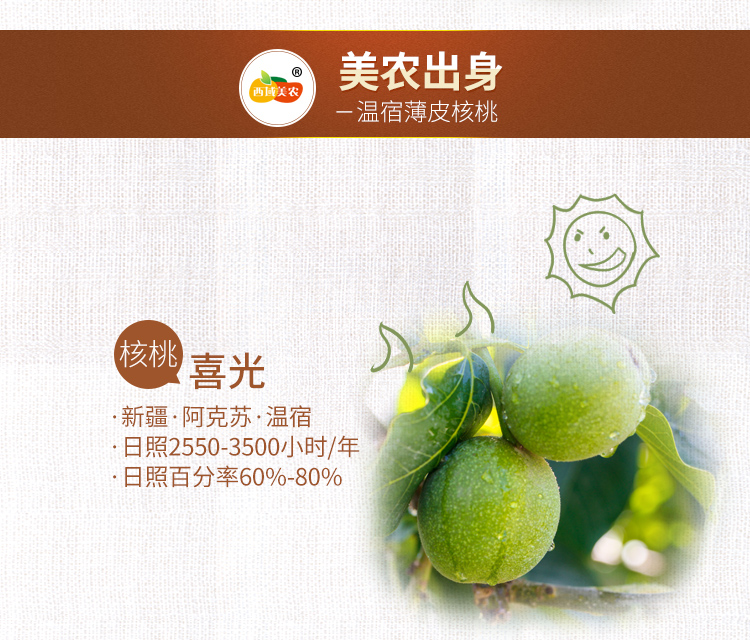 西域美农
®
美农出身
－温宿薄皮核桃
核桃
喜光
·新疆·阿克苏·温宿
·日照2550-3500小时/年
·日照百分率60%-80%